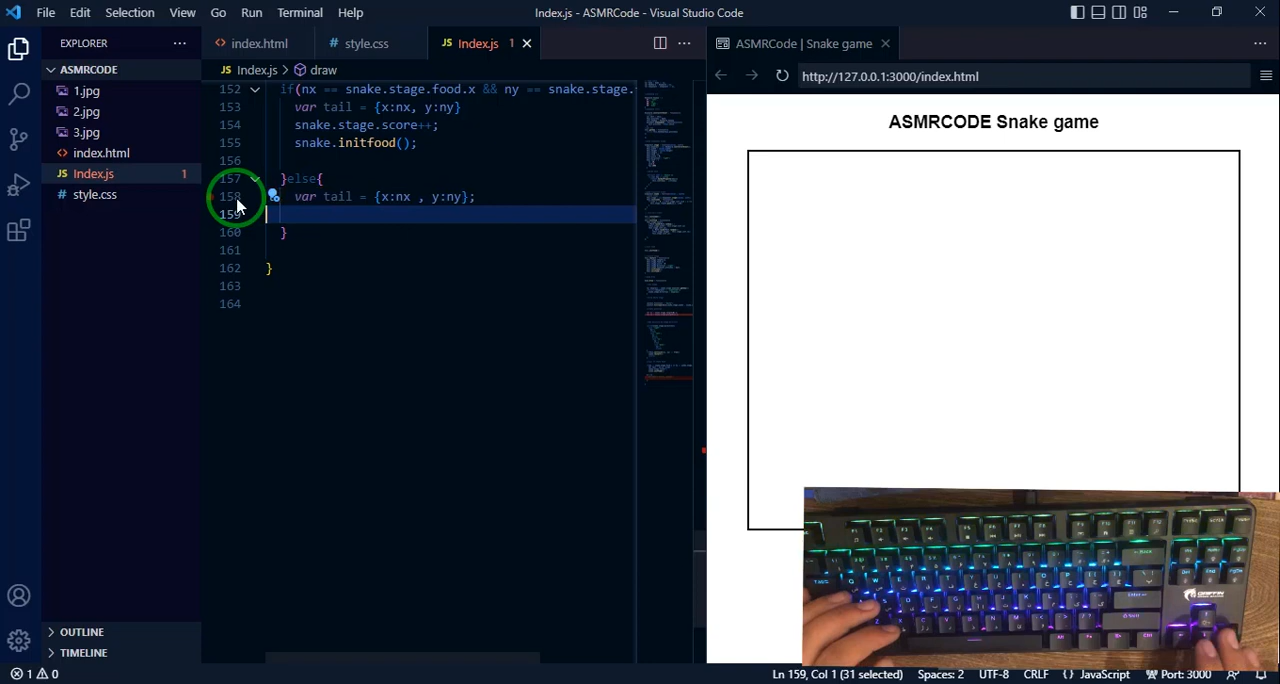 File Edit Selection View Go Run Terminal Help
Index.js - ASMRCode - Visual Studio Code
EXPLORER
ASMRCODE
1.jpg
2.jpg
3.jpg
index.html
Index.js 1
style.css
OUTLINE
TIMELINE
index.html style.css JS Index.js 1
JS Index.js > draw
152 if(nx == snake.stage.food.x && ny == snake.stage.
153 var tail = {x:nx, y:ny}
154 snake.stage.score++;
155 snake.initfood();
156
157 }else{
158 var tail = {x:nx , y:ny};
159
160 }
161
162 }
163
164
ASMRCode | Snake game
http://127.0.0.1:3000/index.html
ASMRCODE Snake game
GRIFFIN
1 0
Ln 159, Col 1 (31 selected) Spaces: 2 UTF-8 CRLF {} JavaScript Port: 3000